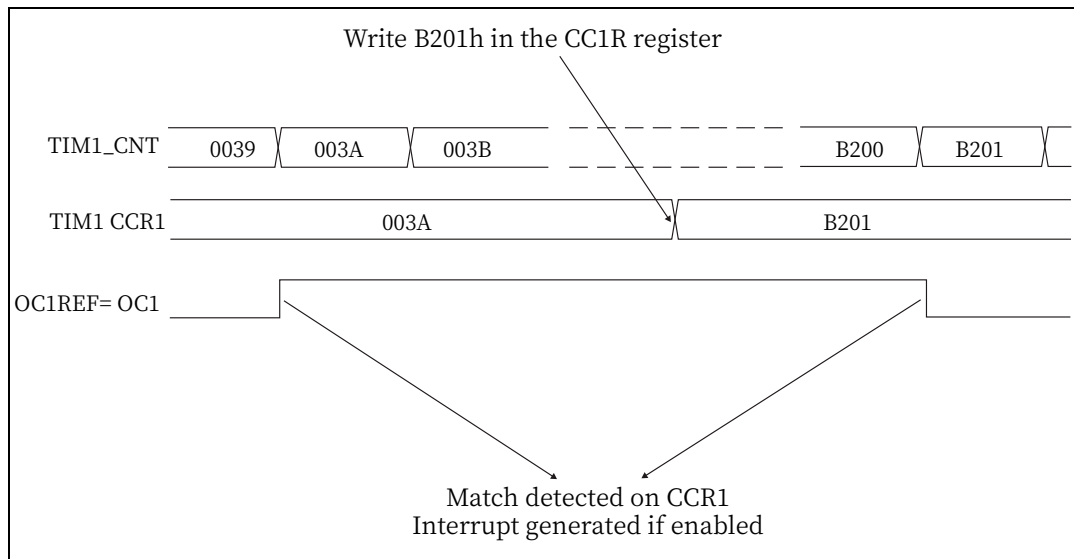 Write B201h in the CC1R register
TIM1_CNT 0039 003A 003B B200 B201
TIM1 CCR1 003A B201
OC1REF= OC1
Match detected on CCR1
Interrupt generated if enabled